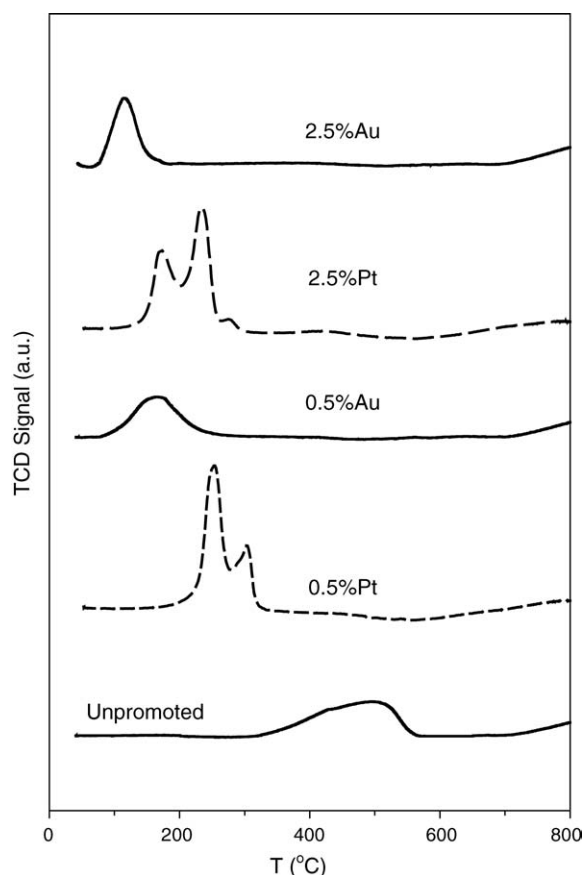 2.5%Au
2.5%Pt
0.5%Au
0.5%Pt
Unpromoted
TCD Signal (a.u.)
0 200 400 600 800
T (°C)